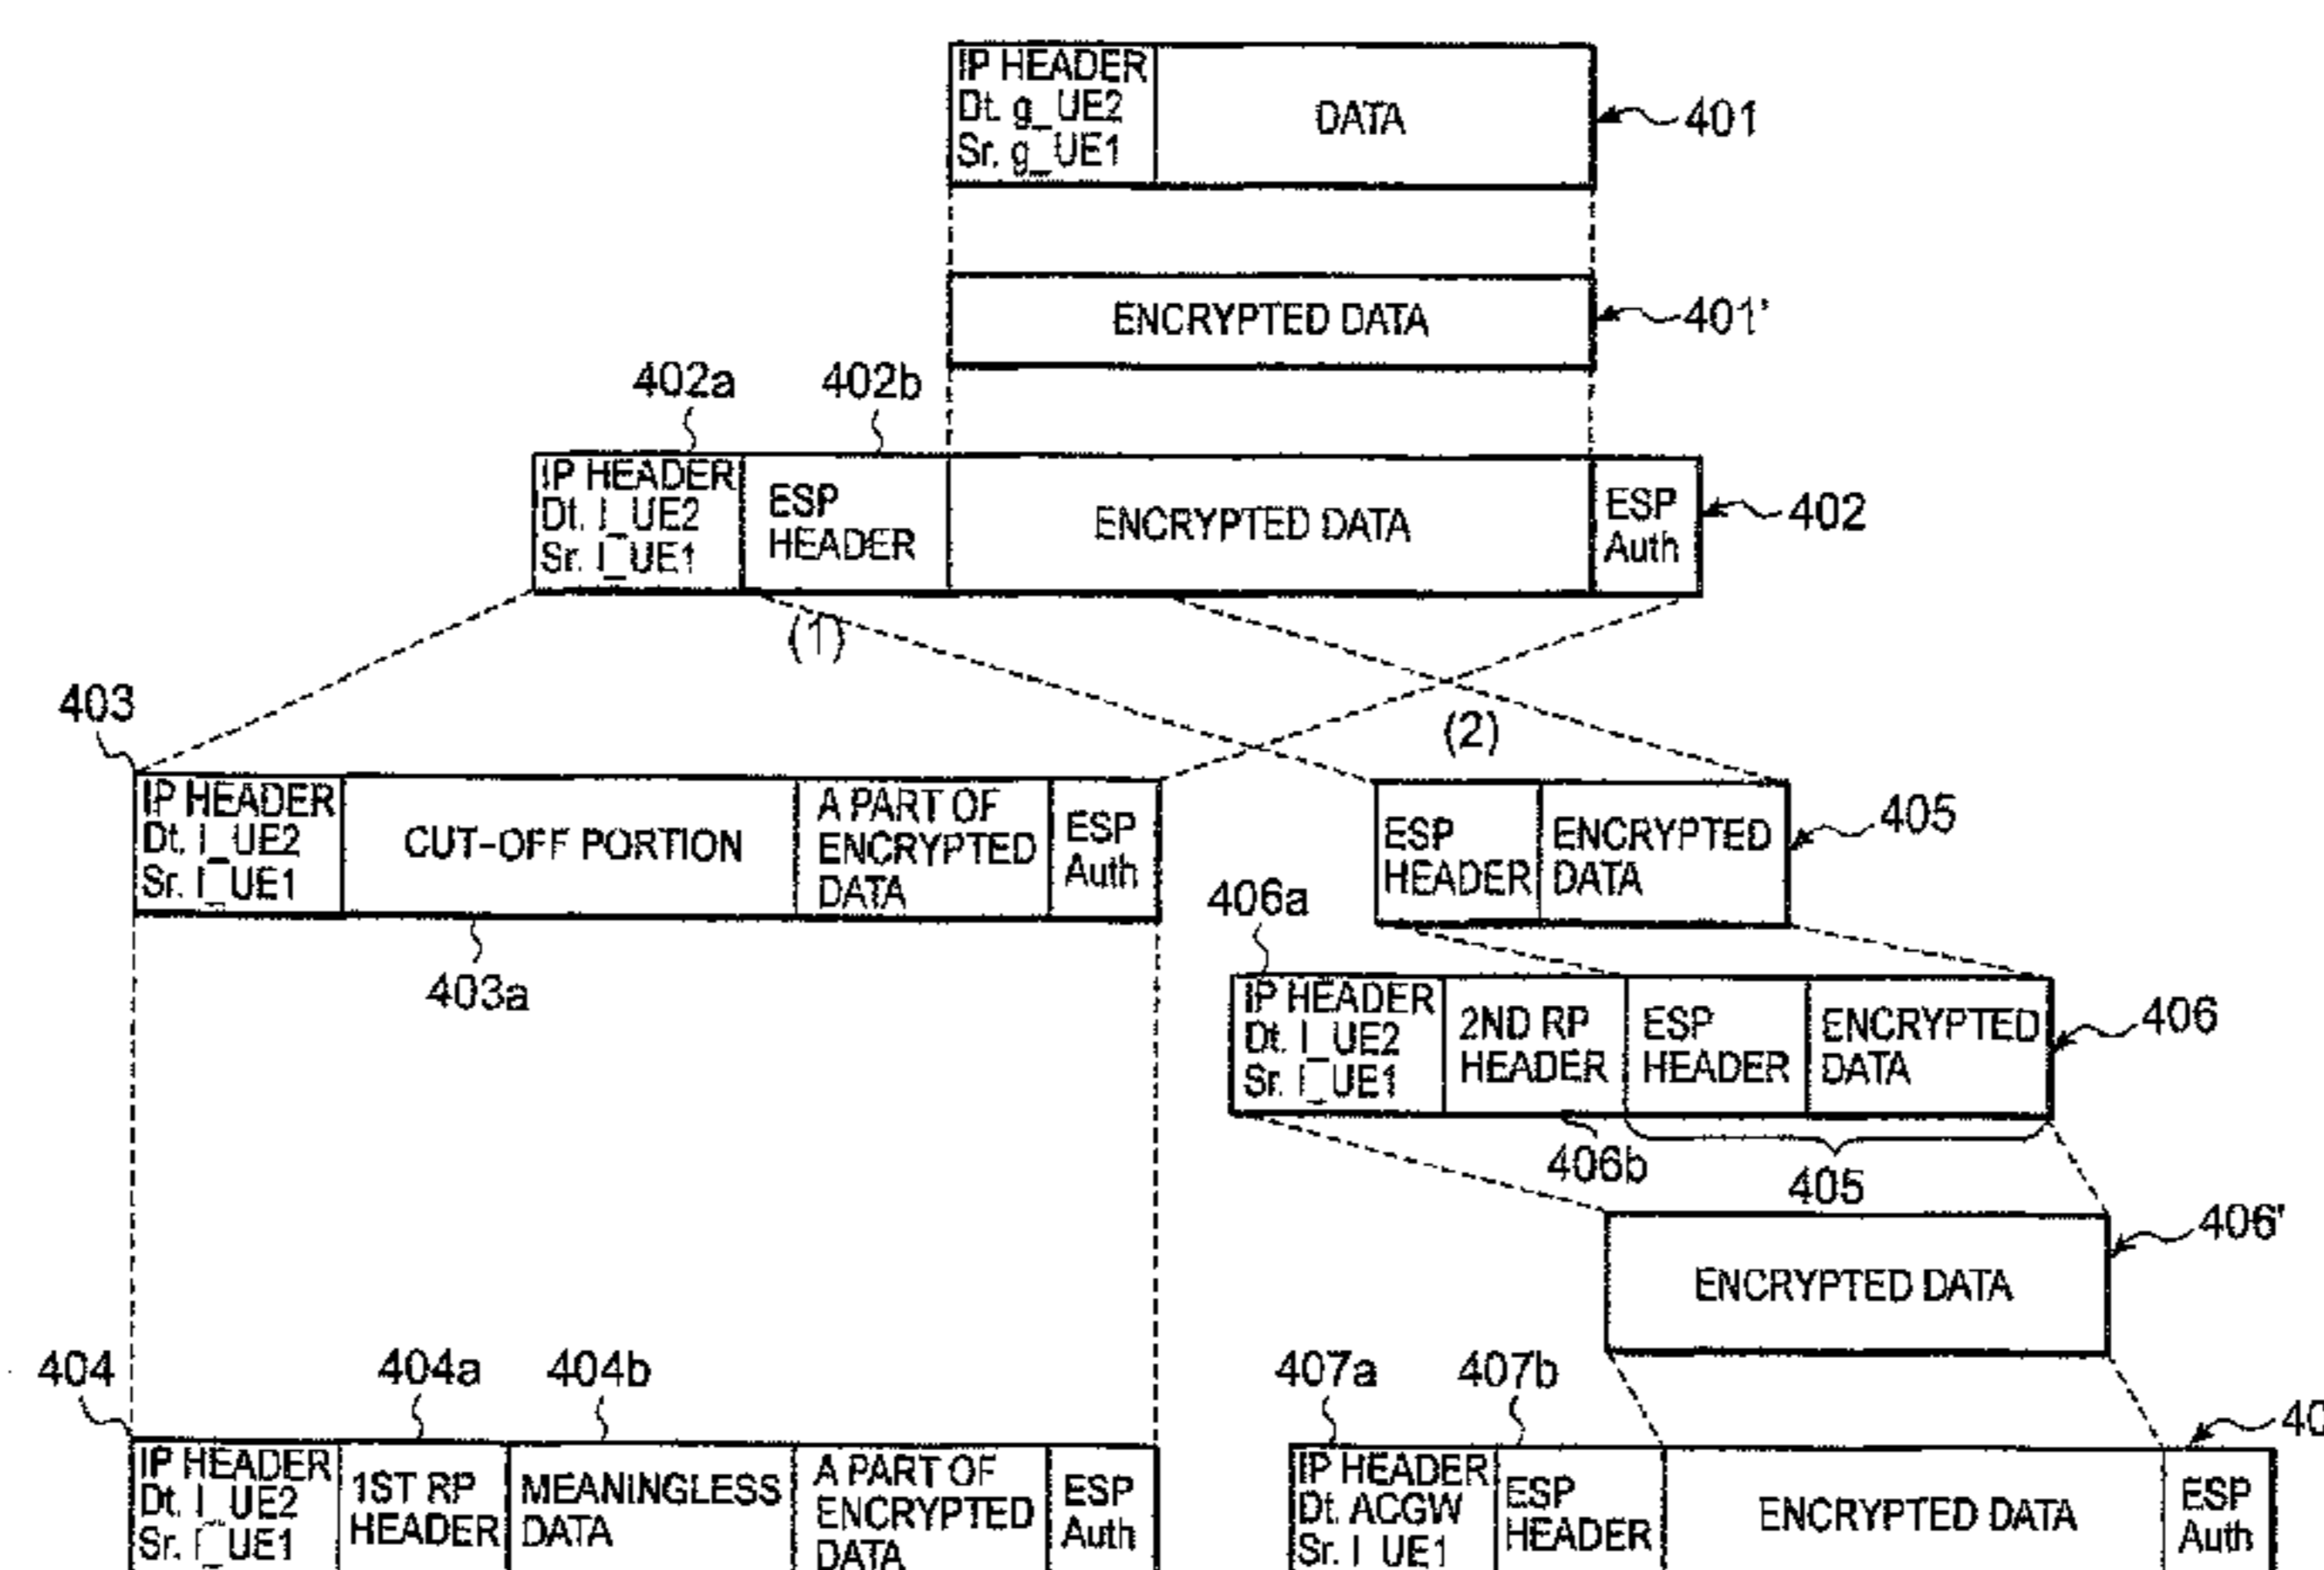 IP HEADER
Dt. g_UE2
Sr. g_UE1
DATA
401
ENCRYPTED DATA
401'
402a
402b
IP HEADER
Dt. l_UE2
Sr. l_UE1
ESP
HEADER
ENCRYPTED DATA
ESP
Auth
402
(1)
(2)
403
IP HEADER
Dt. l_UE2
Sr. l_UE1
CUT-OFF PORTION
A PART OF
ENCRYPTED
DATA
ESP
Auth
403a
ESP
HEADER
ENCRYPTED
DATA
405
406a
IP HEADER
Dt. l_UE2
Sr. l_UE1
2ND RP
HEADER
ESP
HEADER
ENCRYPTED
DATA
406
406b
405
ENCRYPTED DATA
406'
404
404a
404b
IP HEADER
Dt. l_UE2
Sr. l_UE1
1ST RP
HEADER
MEANINGLESS
DATA
A PART OF
ENCRYPTED
DATA
ESP
Auth
407a
407b
IP HEADER
Dt. ACGW
Sr. l_UE1
ESP
HEADER
ENCRYPTED DATA
ESP
Auth